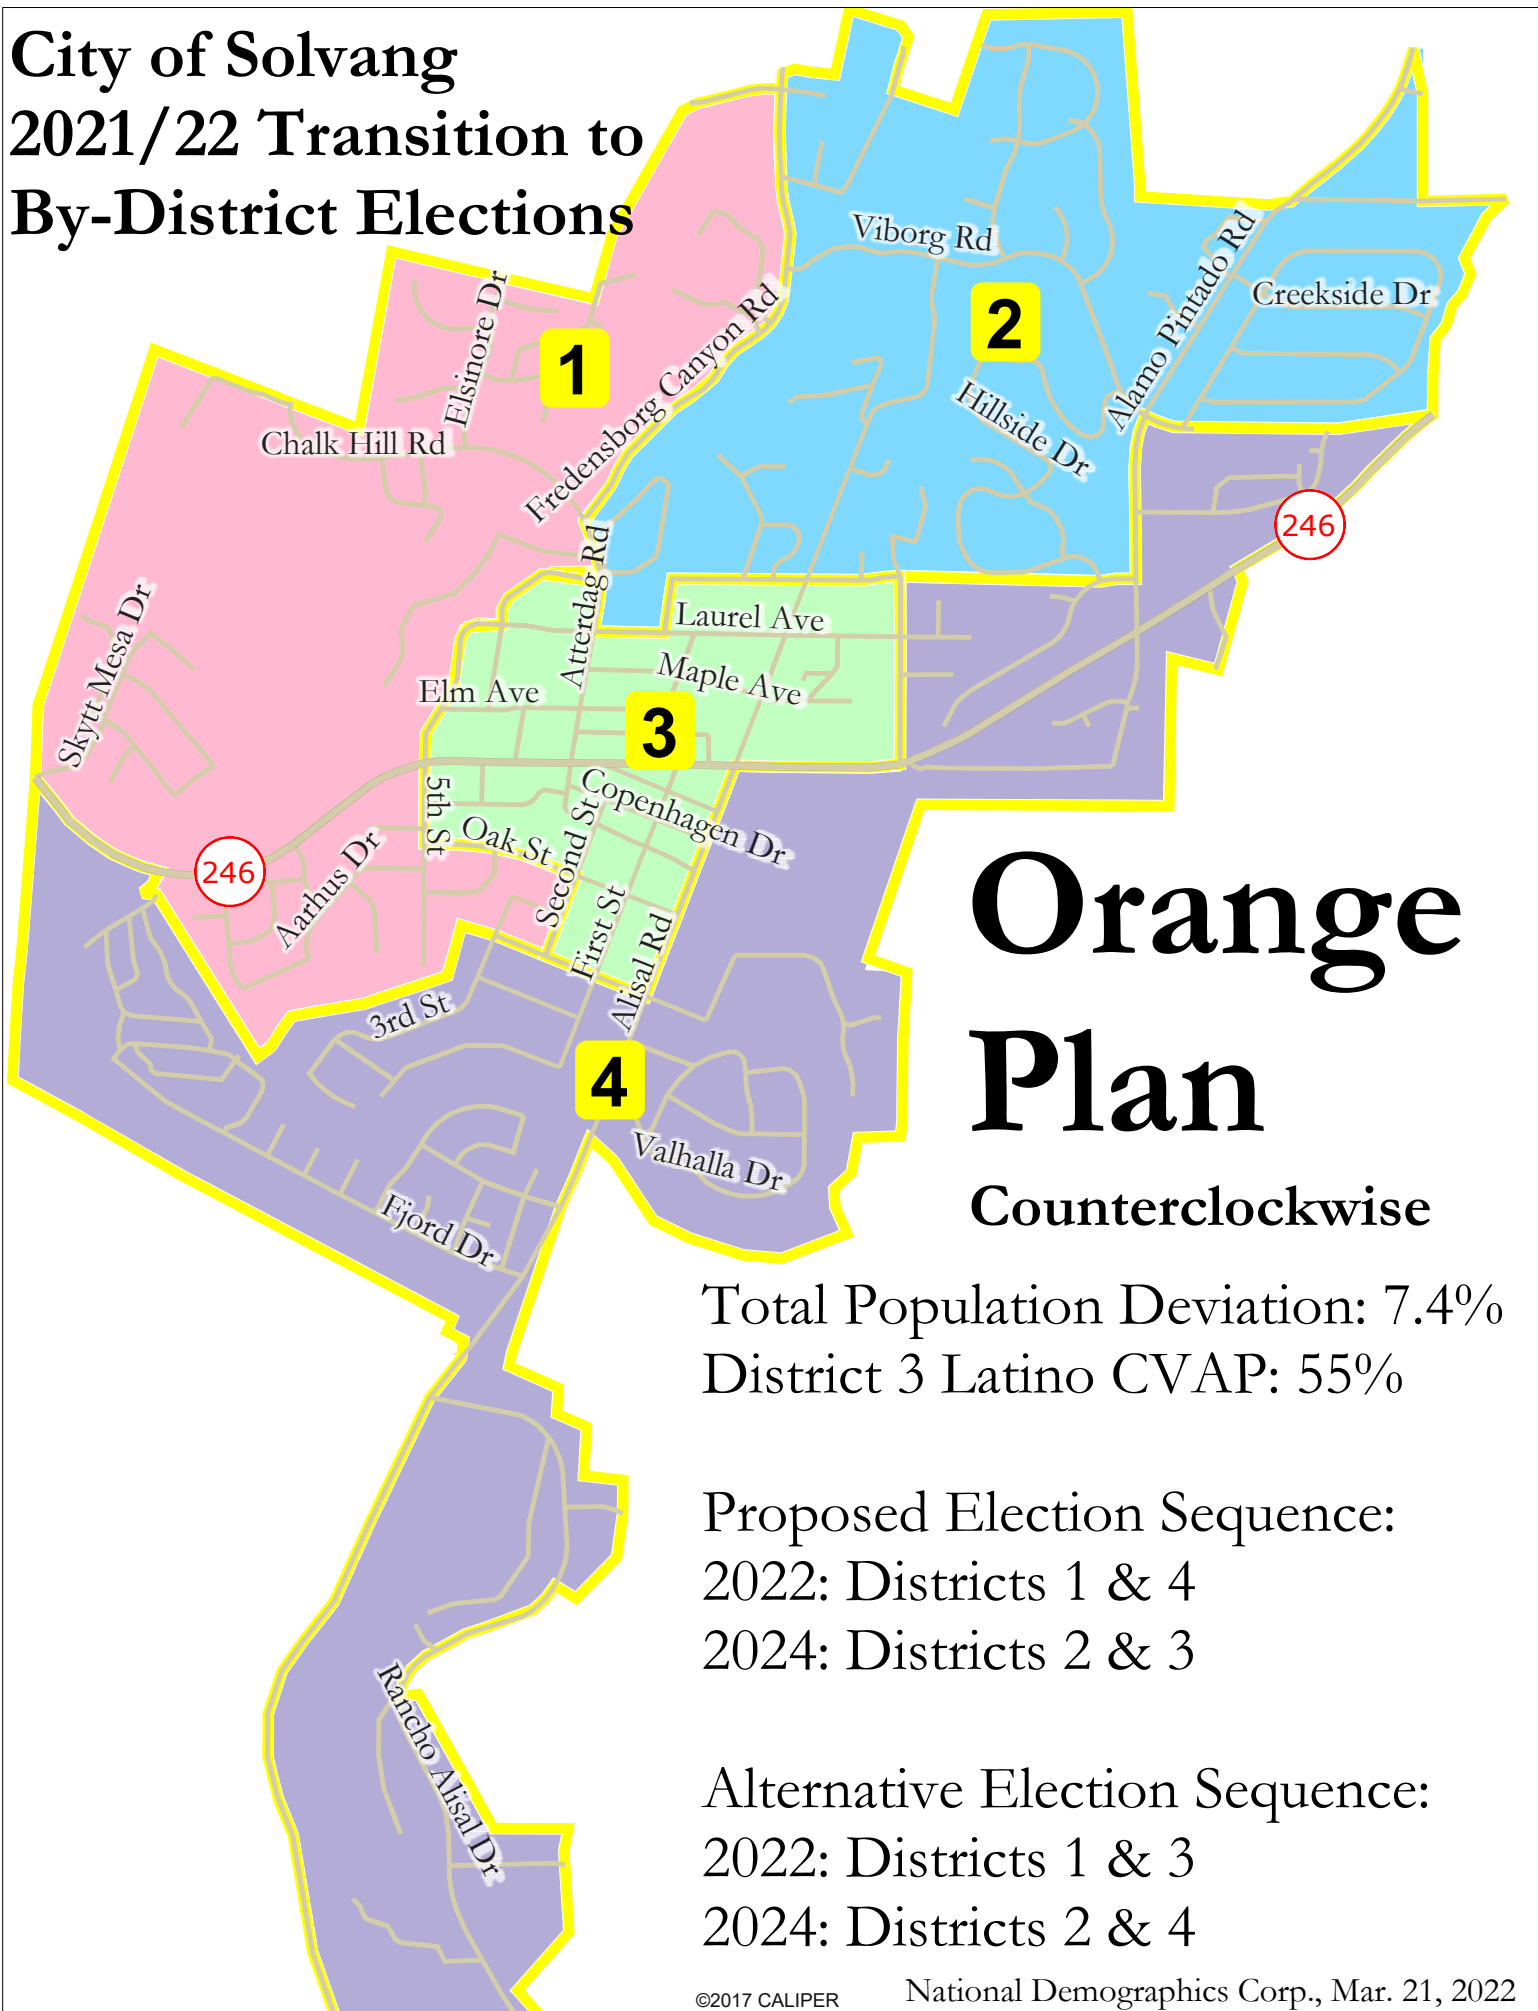 City of Solvang
2021/22 Transition to
By-District Elections
Viborg Rd
Creekside Dr
Alamo Pintado Rd
Elsinore Dr
1
2
Fredensborg Canyon Rd
Hillside Dr
Chalk Hill Rd
246
Atterdag Rd
Laurel Ave
Skytt Mesa Dr
Maple Ave
Elm Ave
3
5th St
Copenhagen Dr
Oak St
Second St
246
Aarhus Dr
First St
Alisal Rd
3rd St
4
Valhalla Dr
Fjord Dr
Rancho Alisal Dr
Orange
Plan
Counterclockwise
Total Population Deviation: 7.4%
District 3 Latino CVAP: 55%
Proposed Election Sequence:
2022: Districts 1 & 4
2024: Districts 2 & 3
Alternative Election Sequence:
2022: Districts 1 & 3
2024: Districts 2 & 4
©2017 CALIPER
National Demographics Corp., Mar. 21, 2022